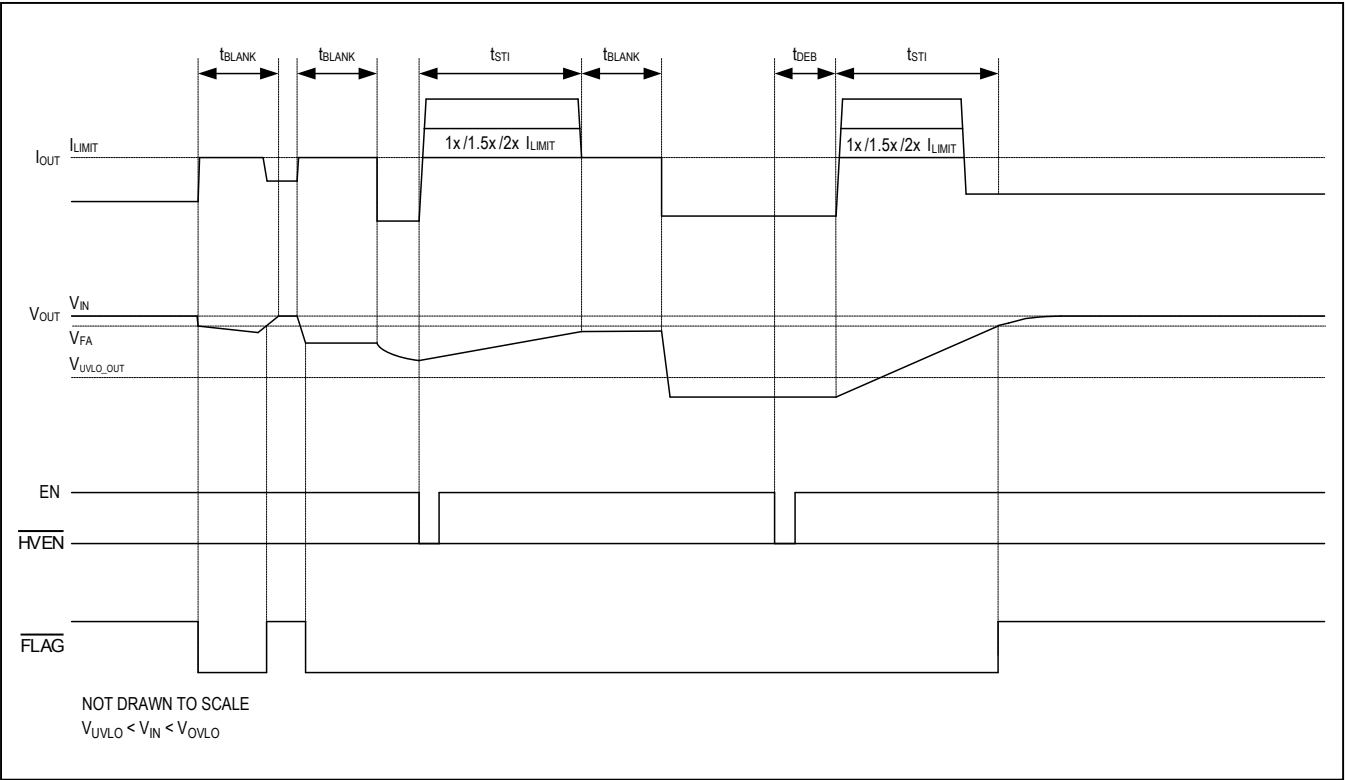 tBLANK tBLANK tSTI tBLANK tDEB tSTI
ILIMIT
IOUT
1x/1.5x/2x ILIMIT 1x/1.5x/2x ILIMIT
VIN
VOUT
VFA
VUVLO_OUT
EN
HVEN
FLAG
NOT DRAWN TO SCALE
VUVLO < VIN < VOVLO